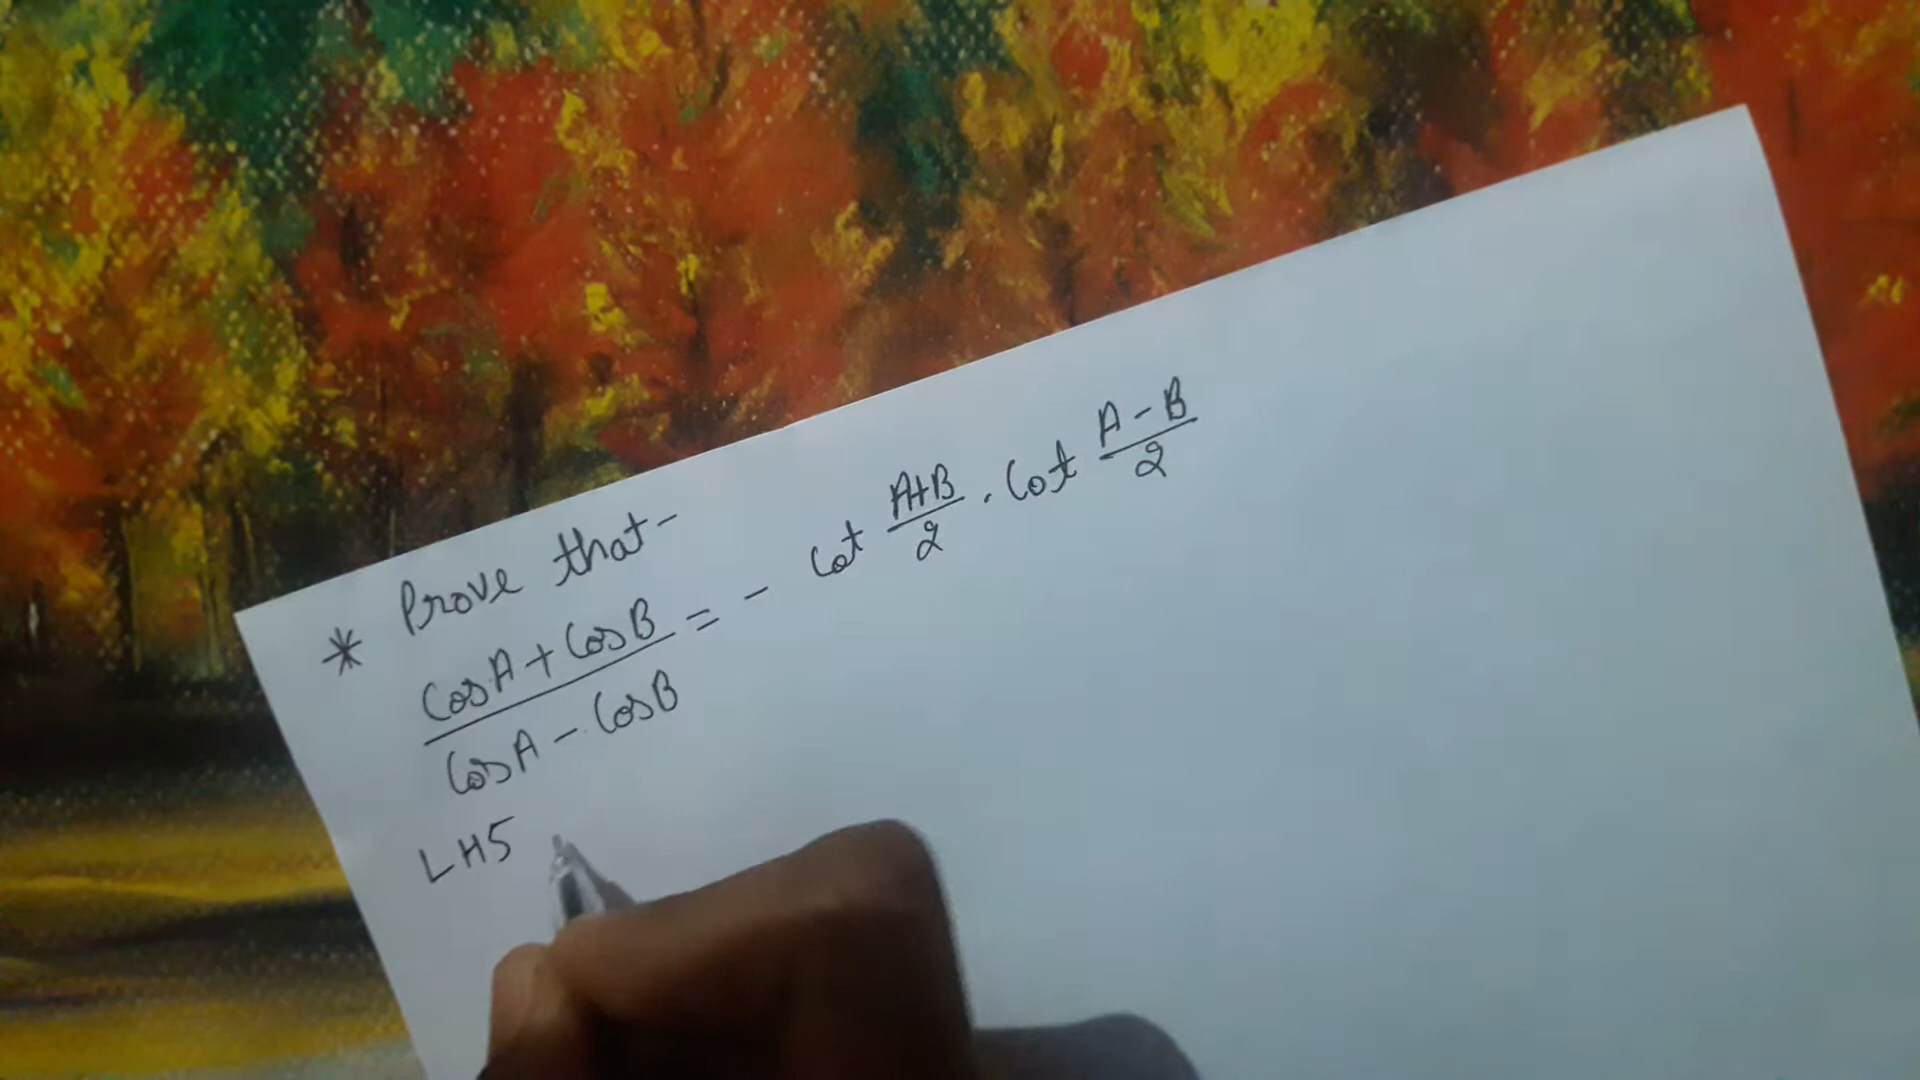 * Prove that-
CosA + CosB / CosA - CosB = - Cot A+B/2 . Cot A-B/2
LHS